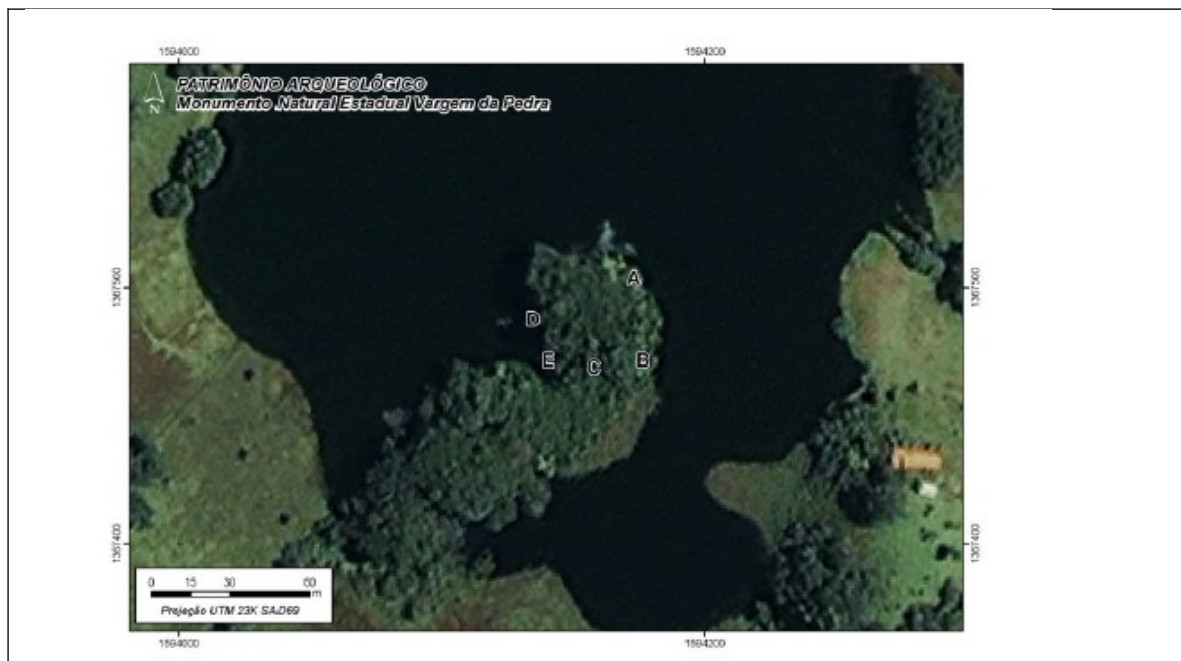 1594000 1594200
PATRIMÔNIO ARQUEOLÓGICO
Monumento Natural Estadual Vargem da Pedra
N
1367500 A 1367500
D
E C B
1367400 1367400
0 15 30 60
m
Projeção UTM 23K SAD69
1594000 1594200